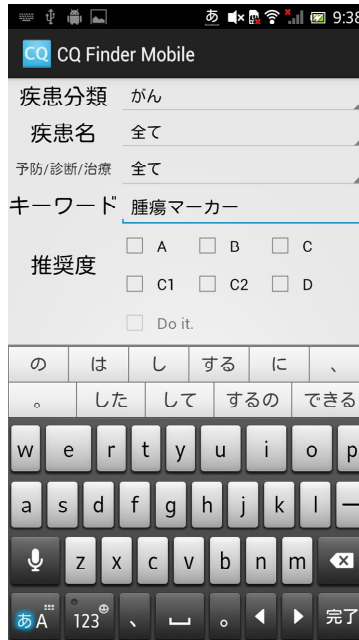 あ 9:38
CQ CQ Finder Mobile
疾患分類 がん
疾患名 全て
予防/診断/治療 全て
キーワード 腫瘍マーカー
推奨度
A B C
C1 C2 D
Do it.
の は し する に 、
。 した して するの できる
w e r t y u i o p
a s d f g h j k l ー
z x c v b n m
あA 123 、 。 完了